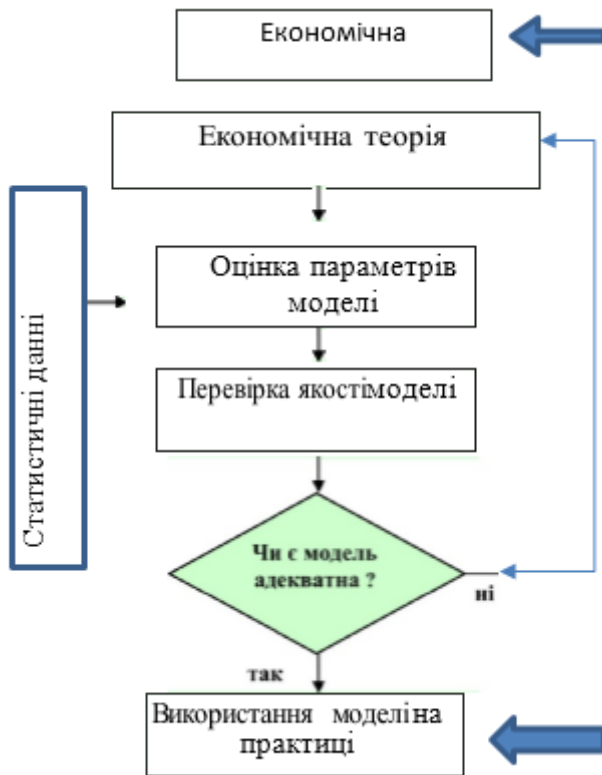 Економічна
Економічна теорія
Статистичні данні
Оцінка параметрів
моделі
Перевірка якостімоделі
Чи є модель
адекватна ?
ні
так
Використання моделіна
практиці